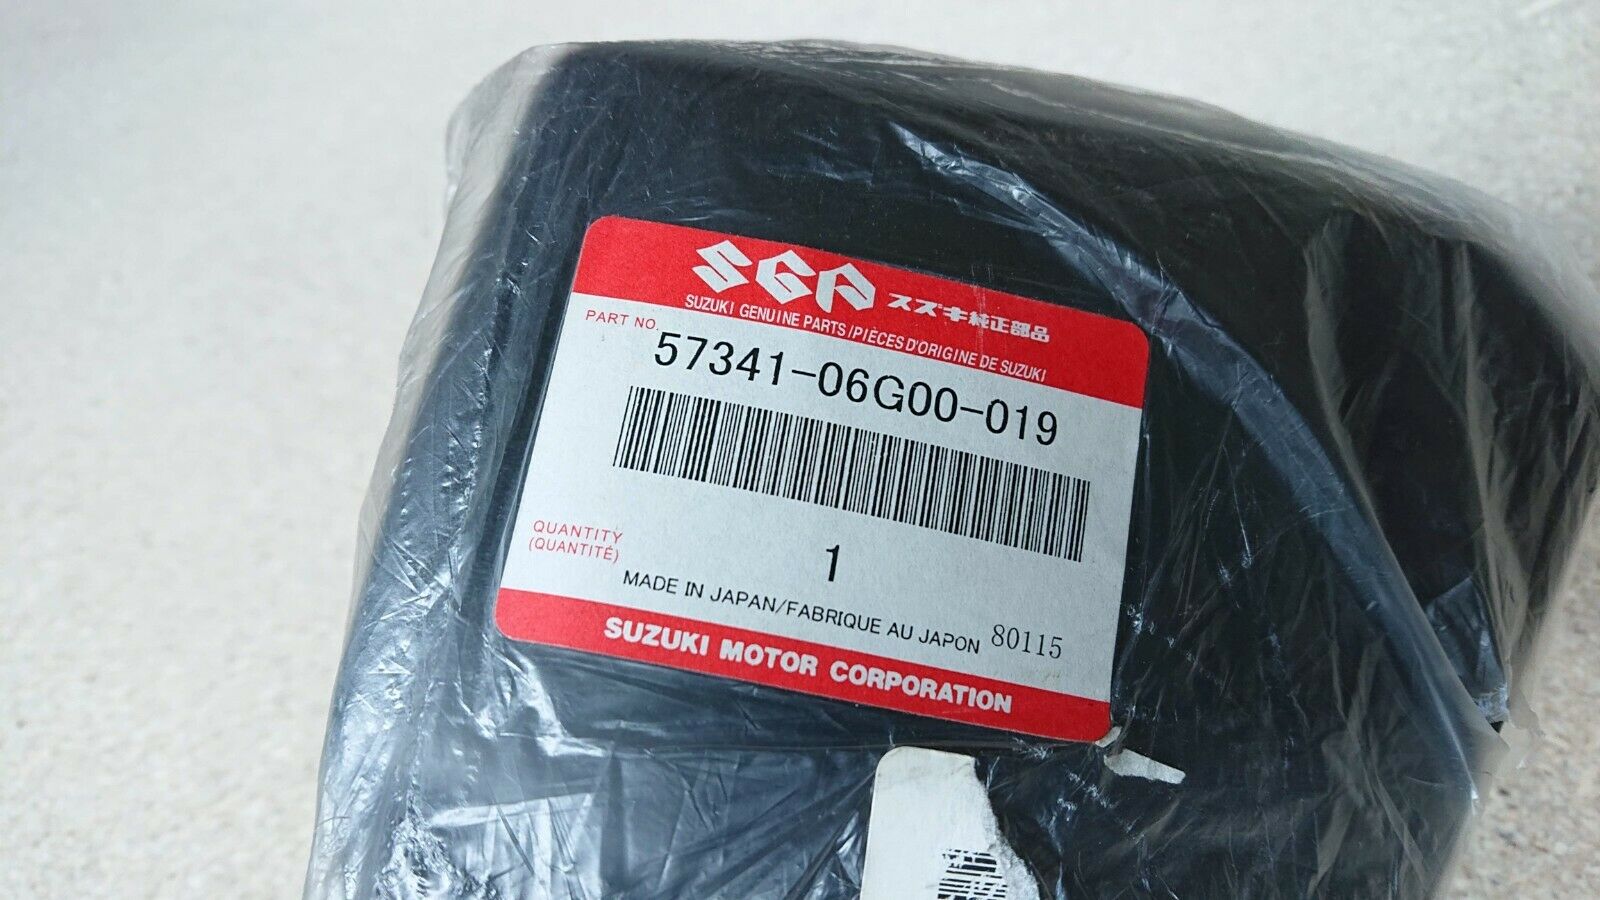 SGP スズキ純正部品
SUZUKI GENUINE PARTS/PIÈCES D'ORIGINE DE SUZUKI
PART NO.
57341-06G00-019
QUANTITY
(QUANTITÉ)
1
MADE IN JAPAN/FABRIQUE AU JAPON 80115
SUZUKI MOTOR CORPORATION